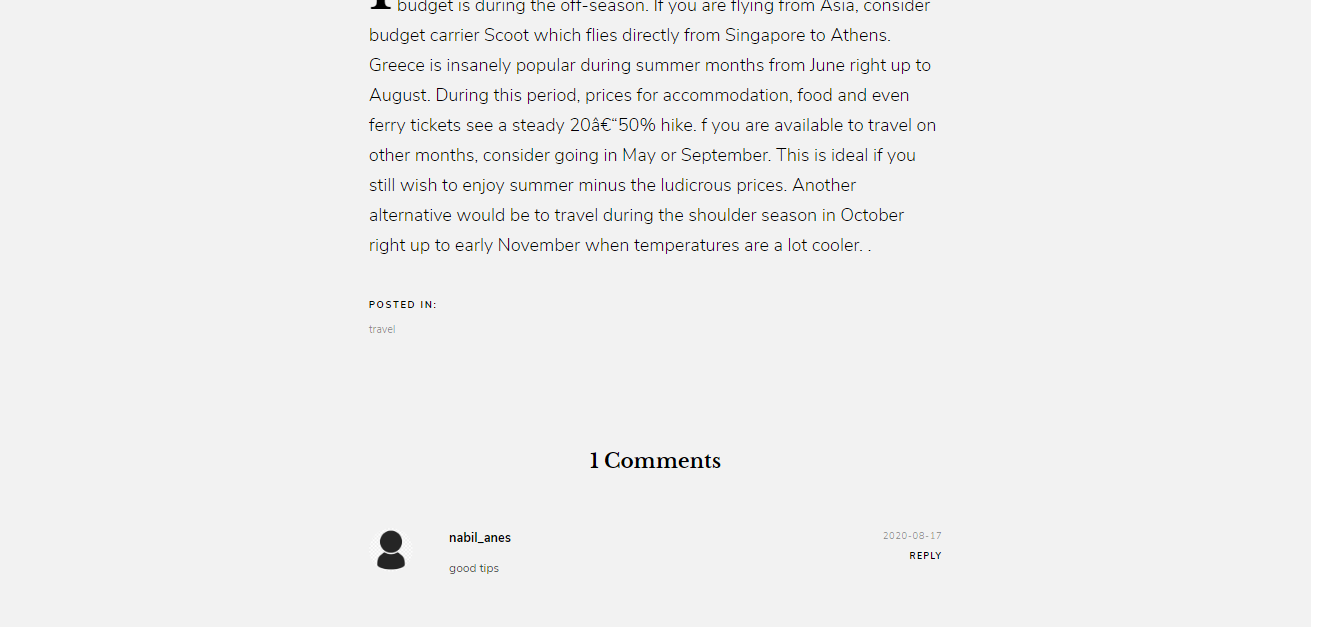 budget is during the off-season. If you are flying from Asia, consider
budget carrier Scoot which flies directly from Singapore to Athens.
Greece is insanely popular during summer months from June right up to
August. During this period, prices for accommodation, food and even
ferry tickets see a steady 20â€“50% hike. f you are available to travel on
other months, consider going in May or September. This is ideal if you
still wish to enjoy summer minus the ludicrous prices. Another
alternative would be to travel during the shoulder season in October
right up to early November when temperatures are a lot cooler. .
POSTED IN:
travel
1 Comments
nabil_anes
2020-08-17
REPLY
good tips